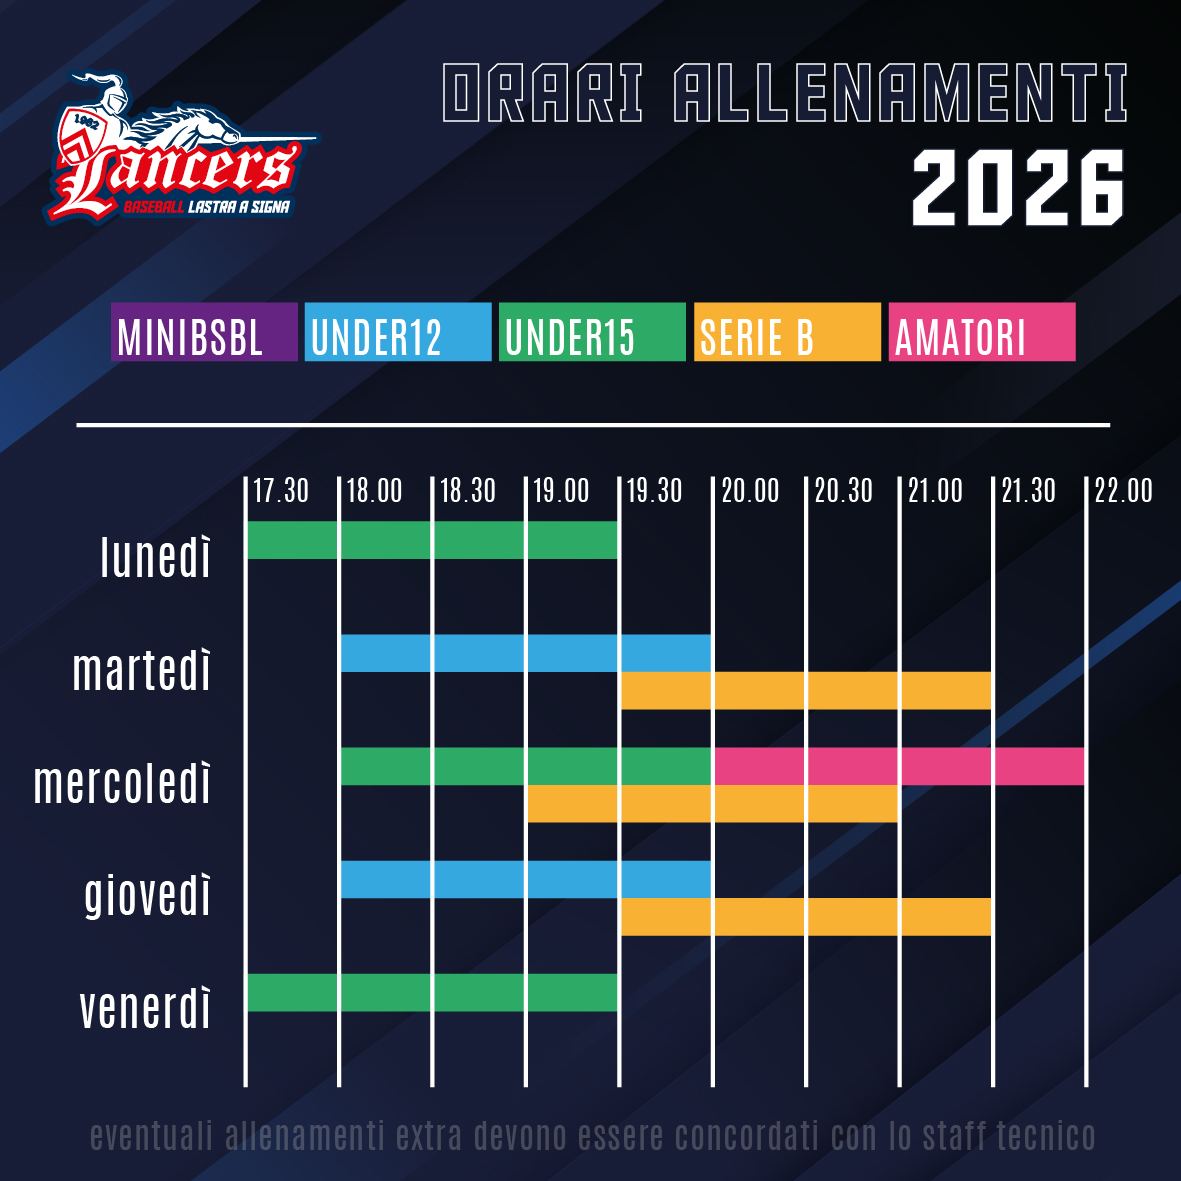 1962
Lancers
BASEBALL LASTRA A SIGNA
ORARI ALLENAMENTI
2026
MINIBSBL UNDER12 UNDER15 SERIE B AMATORI
17.30 18.00 18.30 19.00 19.30 20.00 20.30 21.00 21.30 22.00
lunedì
martedì
mercoledì
giovedì
venerdì
eventuali allenamenti extra devono essere concordati con lo staff tecnico